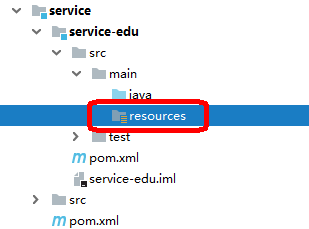 service
service-edu
src
main
java
resources
test
pom.xml
service-edu.iml
src
pom.xml